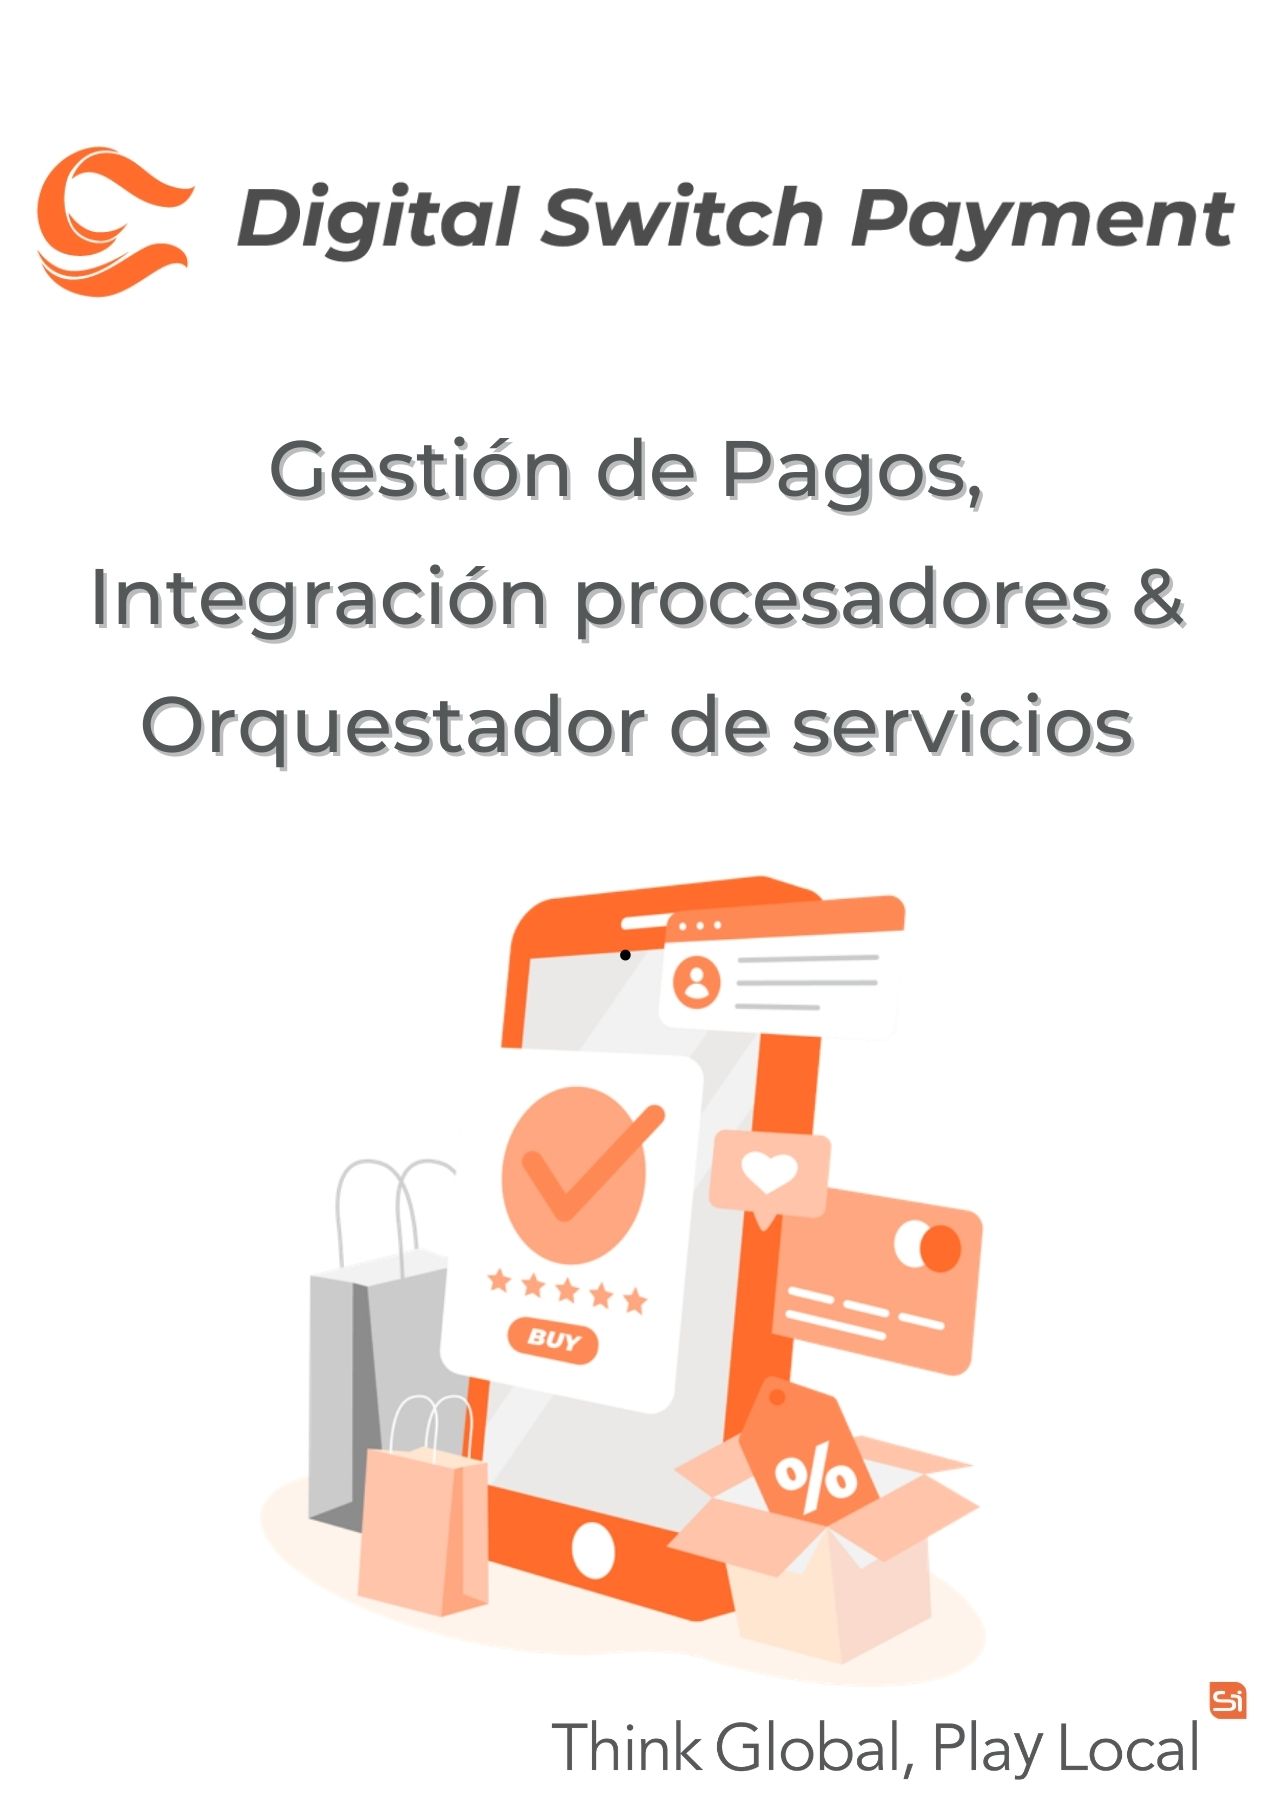 Digital Switch Payment
Gestión de Pagos,
Integración procesadores &
Orquestador de servicios
BUY
%
Si
Think Global, Play Local